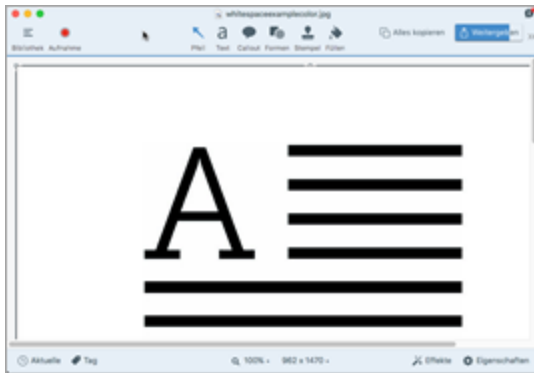 whitespaceexamplecolor.jpg
Bibliothek Aufnahme Pfeil Text Callout Formen Stempel Füllen Alles kopieren Weitergeben
A
Aktuelle Tag 100% 962 x 1470 Effekte Eigenschaften